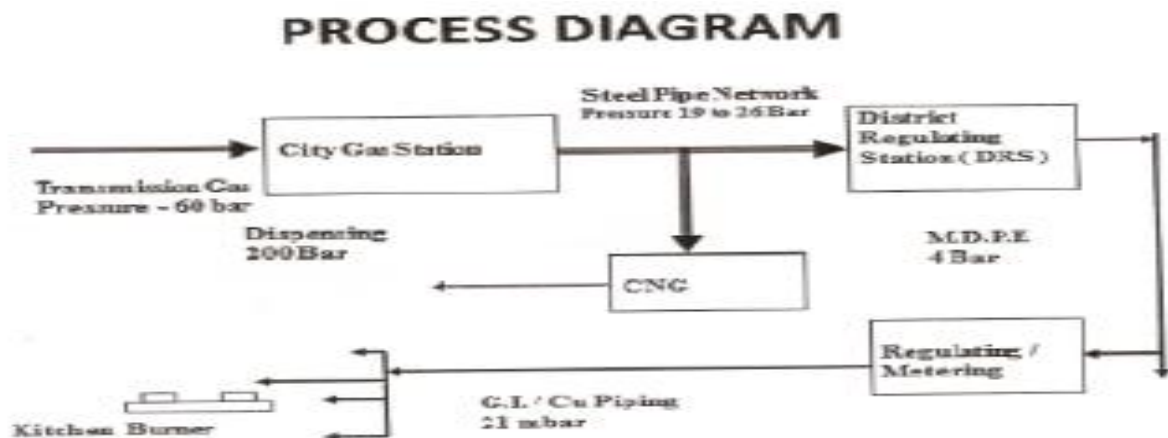 PROCESS DIAGRAM
Steel Pipe Network
Pressure 19 to 26 Bar
City Gas Station
District
Regulating
Station ( DRS )
Transmission Gas
Pressure - 60 bar
Dispensing
200 Bar
M.D.P.E
4 Bar
CNG
Regulating /
Metering
G.I. / Cu Piping
21 mbar
Kitchen Burner